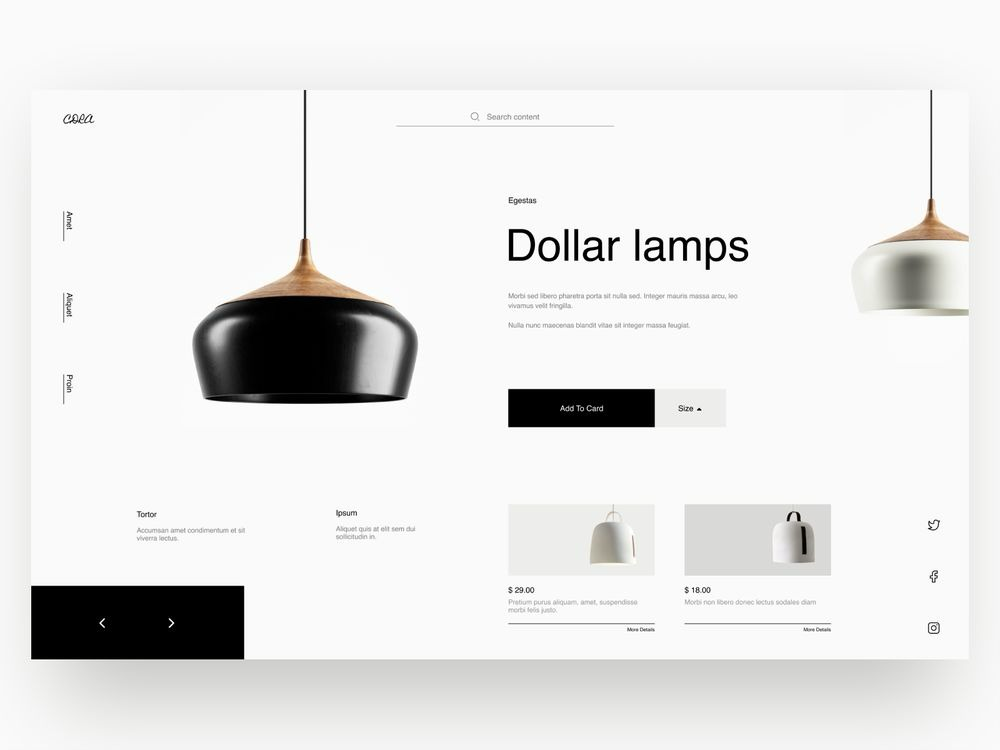 COLA
Search content
Amet
Aliquet
Proin
Egestas
Dollar lamps
Morbi sed libero pharetra porta sit nulla sed. Integer mauris massa arcu, leo
vivamus velit fringilla.
Nulla nunc maecenas blandit vitae sit integer massa feugiat.
Add To Card
Size
Tortor
Accumsan amet condimentum et sit
viverra lectus.
Ipsum
Aliquet quis at elit sem dui
sollicitudin in.
$ 29.00
Pretium purus aliquam, amet, suspendisse
morbi felis justo.
More Details
$ 18.00
Morbi non libero donec lectus sodales diam
More Details